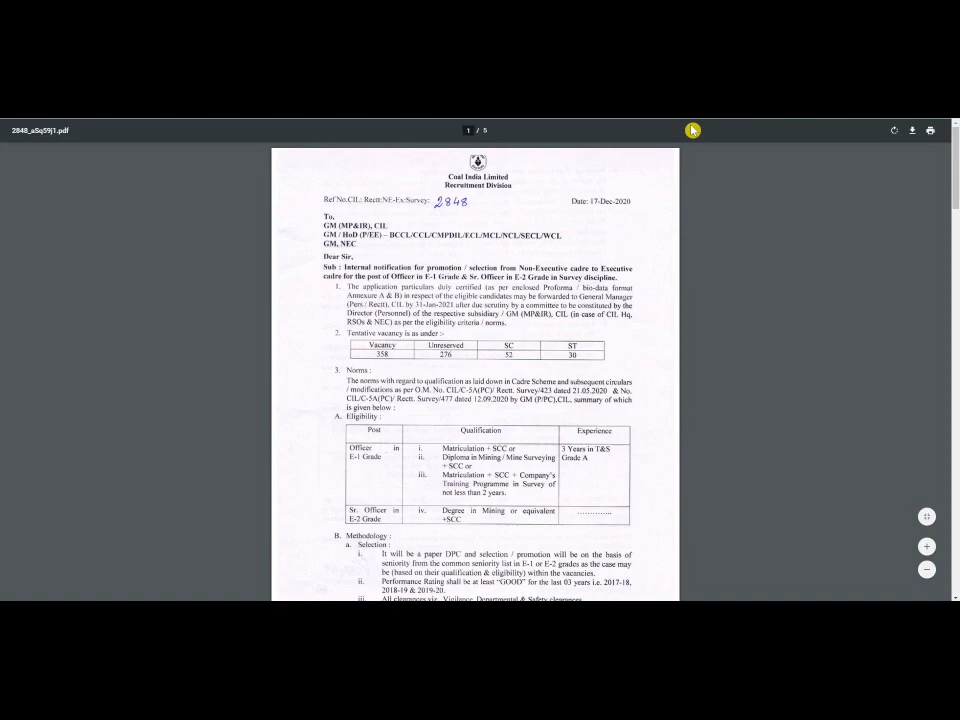 2848_aSq59j1.pdf
1 / 5
Coal India Limited
Recruitment Division
Ref No.CIL: Rectt:NE-Ex:Survey: 2848 Date: 17-Dec-2020
To,
GM (MP&IR), CIL
GM / HoD (P/EE) – BCCL/CCL/CMPDIL/ECL/MCL/NCL/SECL/WCL
GM, NEC
Dear Sir,
Sub : Internal notification for promotion / selection from Non-Executive cadre to Executive
cadre for the post of Officer in E-1 Grade & Sr. Officer in E-2 Grade in Survey discipline.
1. The application particulars duly certified (as per enclosed Proforma / bio-data format
Annexure A & B) in respect of the eligible candidates may be forwarded to General Manager
(Pers / Rectt), CIL by 31-Jan-2021 after due scrutiny by a committee to be constituted by the
Director (Personnel) of the respective subsidiary / GM (MP&IR), CIL (in case of CIL Hq,
RSOs & NEC) as per the eligibility criteria / norms.
2. Tentative vacancy is as under :-
Vacancy Unreserved SC ST
358 276 52 30
3. Norms :
The norms with regard to qualification as laid down in Cadre Scheme and subsequent circulars
/ modifications as per O.M. No. CIL/C-5A(PC)/ Rectt. Survey/423 dated 21.05.2020 & No.
CIL/C-5A(PC)/ Rectt. Survey/477 dated 12.09.2020 by GM (P/PC),CIL, summary of which
is given below :
A. Eligibility :
Post Qualification Experience
Officer in E-1 Grade
i. Matriculation + SCC or
ii. Diploma in Mining / Mine Surveying
+ SCC or
iii. Matriculation + SCC + Company's
Training Programme in Survey of
not less than 2 years.
3 Years in T&S
Grade A
Sr. Officer in
E-2 Grade
iv. Degree in Mining or equivalent
+SCC
.............
B. Methodology :
a. Selection :
i. It will be a paper DPC and selection / promotion will be on the basis of
seniority from the common seniority list in E-1 or E-2 grades as the case may
be (based on their qualification & eligibility) within the vacancies.
ii. Performance Rating shall be at least "GOOD" for the last 03 years i.e. 2017-18,
2018-19 & 2019-20.
iii. All clearances viz. Vigilance, Departmental & Safety clearances